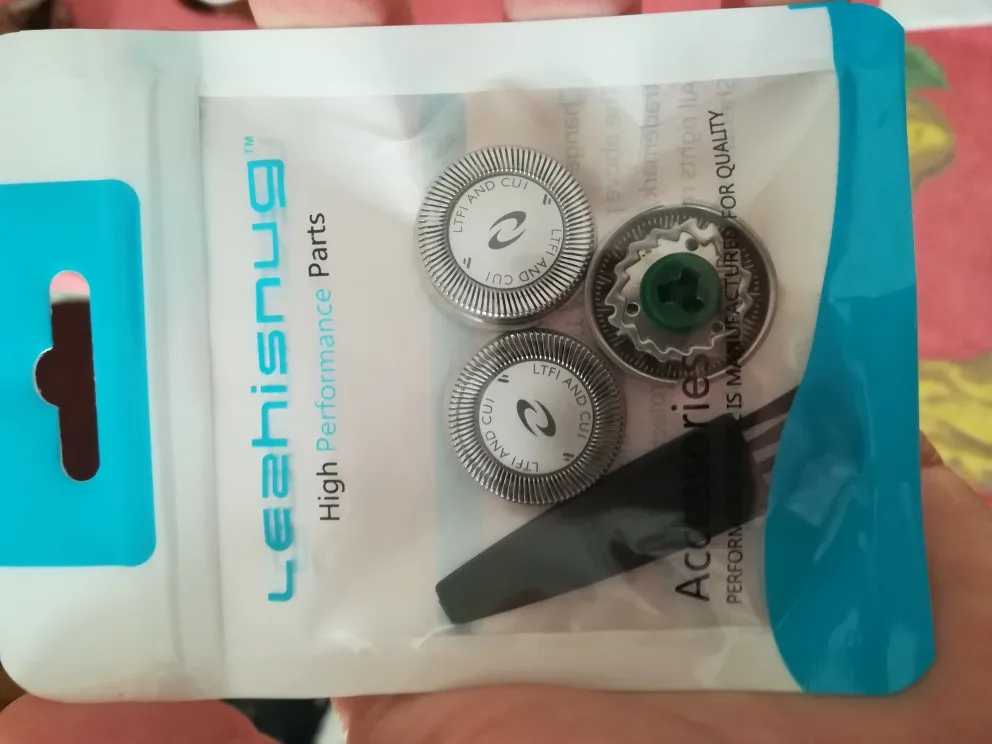 Leahisnug™
High Performance Parts
LTFI AND CUI
LTFI AND CUI
LTFI AND CUI
LTFI AND CUI
Accessories
PERFORM IS MANUFACTURED FOR QUALITY